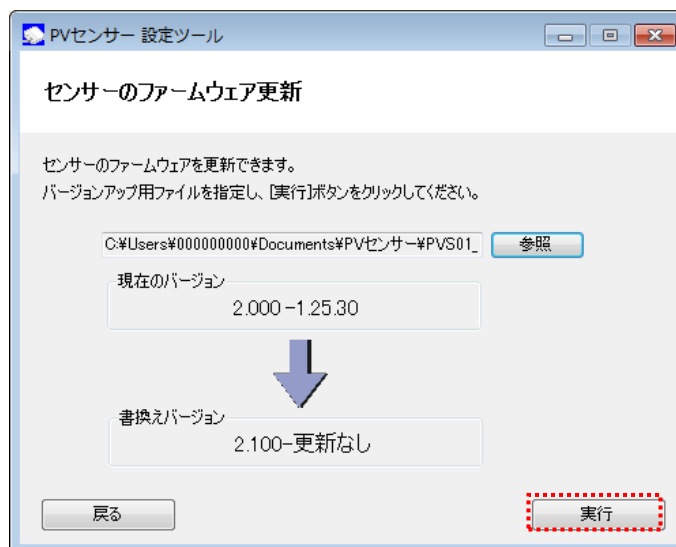 PVセンサー 設定ツール
センサーのファームウェア更新
センサーのファームウェアを更新できます。
バージョンアップ用ファイルを指定し、[実行]ボタンをクリックしてください。
C:¥Users¥000000000¥Documents¥PVセンサー¥PVS01_ 参照
現在のバージョン
2.000-1.25.30
書換えバージョン
2.100-更新なし
戻る 実行